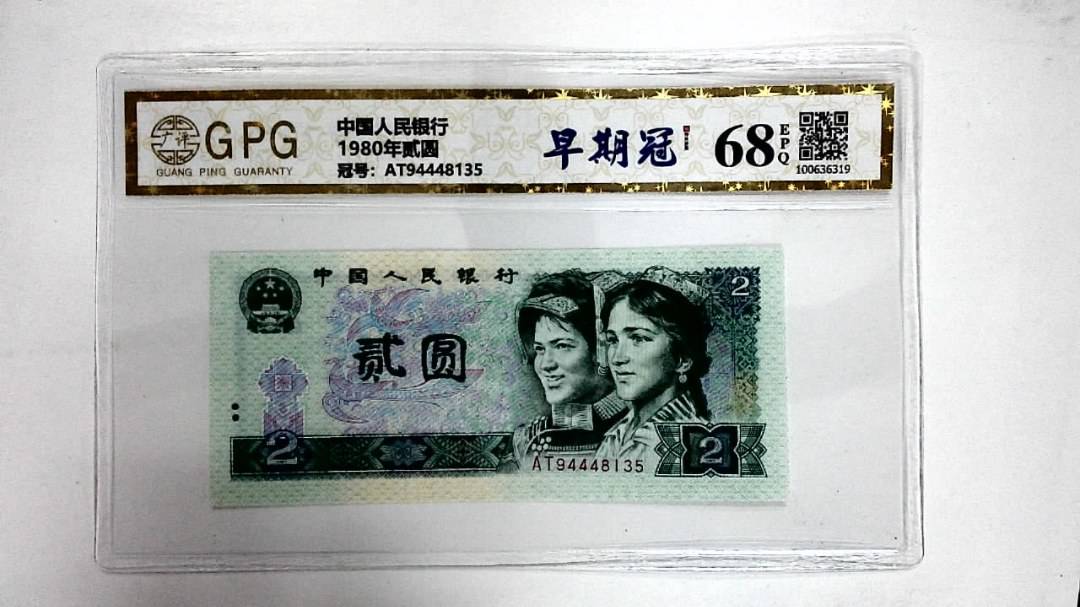 广评
GPG
GUANG PING GUARANTY
中国人民银行
1980年贰圆
冠号: AT94448135
早期冠
68
EPQ
100636319
中国人民银行
2
贰圆
2
AT94448135
2